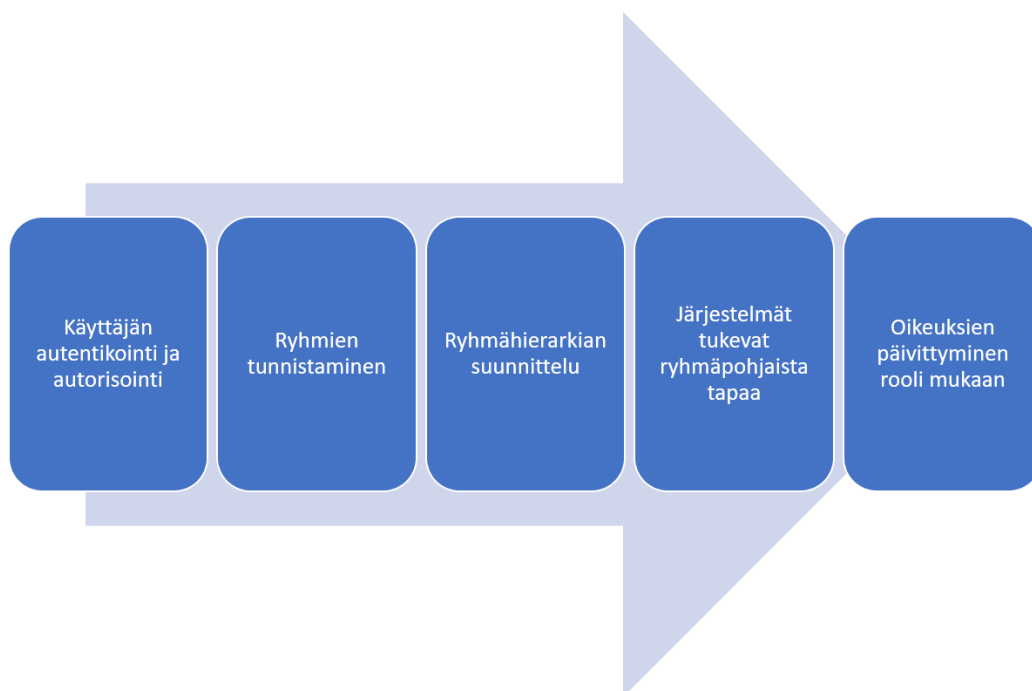 Käyttäjän
autentikointi ja
autorisointi
Ryhmien
tunnistaminen
Ryhmähierarkian
suunnittelu
Järjestelmät
tukevat
ryhmäpohjaista
tapaa
Oikeuksien
päivittyminen
rooli mukaan